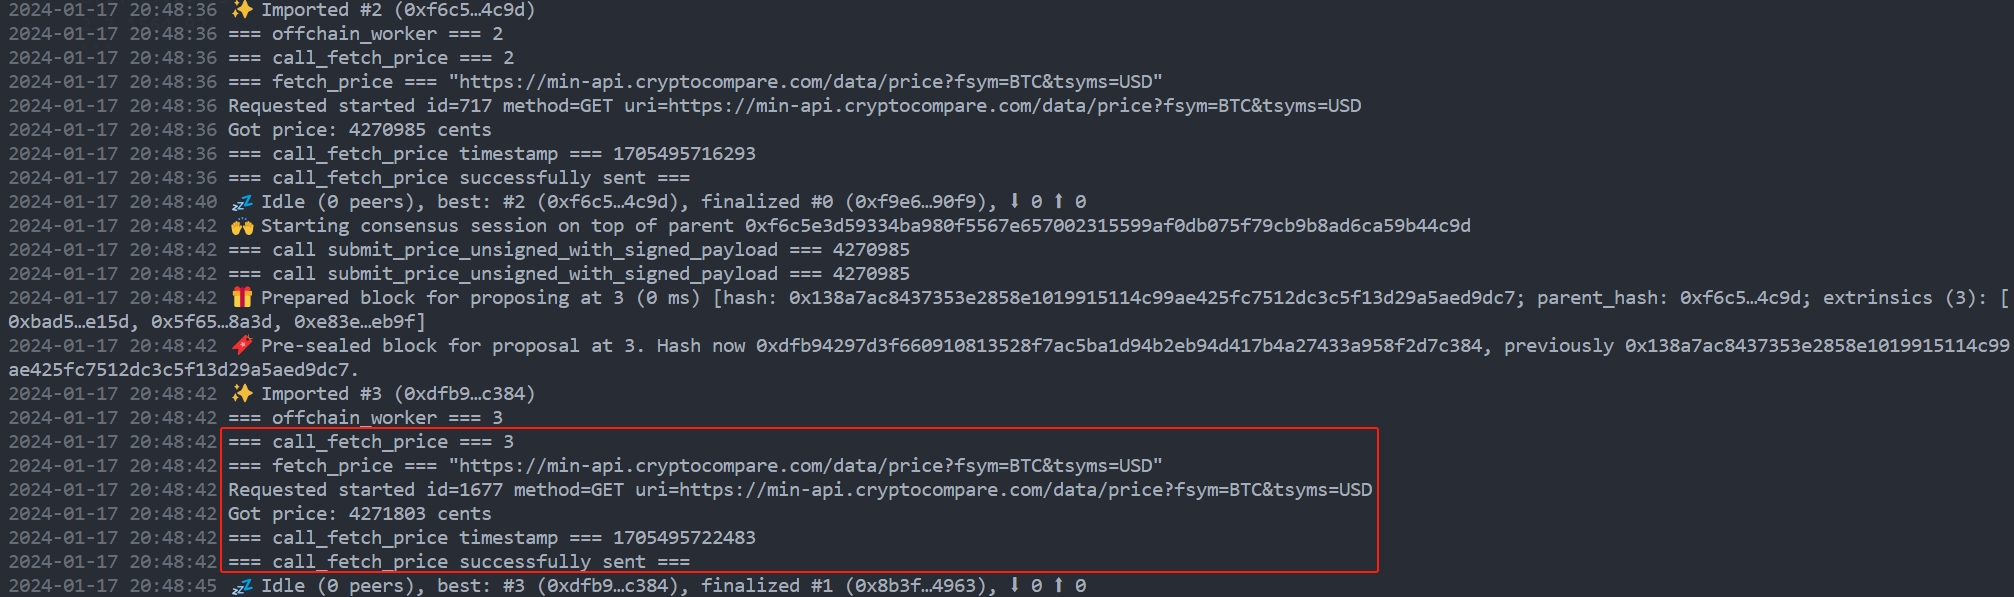 2024-01-17 20:48:36 ✨ Imported #2 (0xf6c5…4c9d)
2024-01-17 20:48:36 === offchain_worker === 2
2024-01-17 20:48:36 === call_fetch_price === 2
2024-01-17 20:48:36 === fetch_price === "https://min-api.cryptocompare.com/data/price?fsym=BTC&tsyms=USD"
2024-01-17 20:48:36 Requested started id=717 method=GET uri=https://min-api.cryptocompare.com/data/price?fsym=BTC&tsyms=USD
2024-01-17 20:48:36 Got price: 4270985 cents
2024-01-17 20:48:36 === call_fetch_price timestamp === 1705495716293
2024-01-17 20:48:36 === call_fetch_price successfully sent ===
2024-01-17 20:48:40 💤 Idle (0 peers), best: #2 (0xf6c5…4c9d), finalized #0 (0xf9e6…90f9), ⬇ 0 ⬆ 0
2024-01-17 20:48:42 🙌 Starting consensus session on top of parent 0xf6c5e3d59334ba980f5567e657002315599af0db075f79cb9b8ad6ca59b44c9d
2024-01-17 20:48:42 === call submit_price_unsigned_with_signed_payload === 4270985
2024-01-17 20:48:42 === call submit_price_unsigned_with_signed_payload === 4270985
2024-01-17 20:48:42 🎁 Prepared block for proposing at 3 (0 ms) [hash: 0x138a7ac8437353e2858e1019915114c99ae425fc7512dc3c5f13d29a5aed9dc7; parent_hash: 0xf6c5…4c9d; extrinsics (3): [
0xbad5…e15d, 0x5f65…8a3d, 0xe83e…eb9f]
2024-01-17 20:48:42 🔖 Pre-sealed block for proposal at 3. Hash now 0xdfb94297d3f660910813528f7ac5ba1d94b2eb94d417b4a27433a958f2d7c384, previously 0x138a7ac8437353e2858e1019915114c99
ae425fc7512dc3c5f13d29a5aed9dc7.
2024-01-17 20:48:42 ✨ Imported #3 (0xdfb9…c384)
2024-01-17 20:48:42 === offchain_worker === 3
2024-01-17 20:48:42 === call_fetch_price === 3
2024-01-17 20:48:42 === fetch_price === "https://min-api.cryptocompare.com/data/price?fsym=BTC&tsyms=USD"
2024-01-17 20:48:42 Requested started id=1677 method=GET uri=https://min-api.cryptocompare.com/data/price?fsym=BTC&tsyms=USD
2024-01-17 20:48:42 Got price: 4271803 cents
2024-01-17 20:48:42 === call_fetch_price timestamp === 1705495722483
2024-01-17 20:48:42 === call_fetch_price successfully sent ===
2024-01-17 20:48:45 💤 Idle (0 peers), best: #3 (0xdfb9…c384), finalized #1 (0x8b3f…4963), ⬇ 0 ⬆ 0